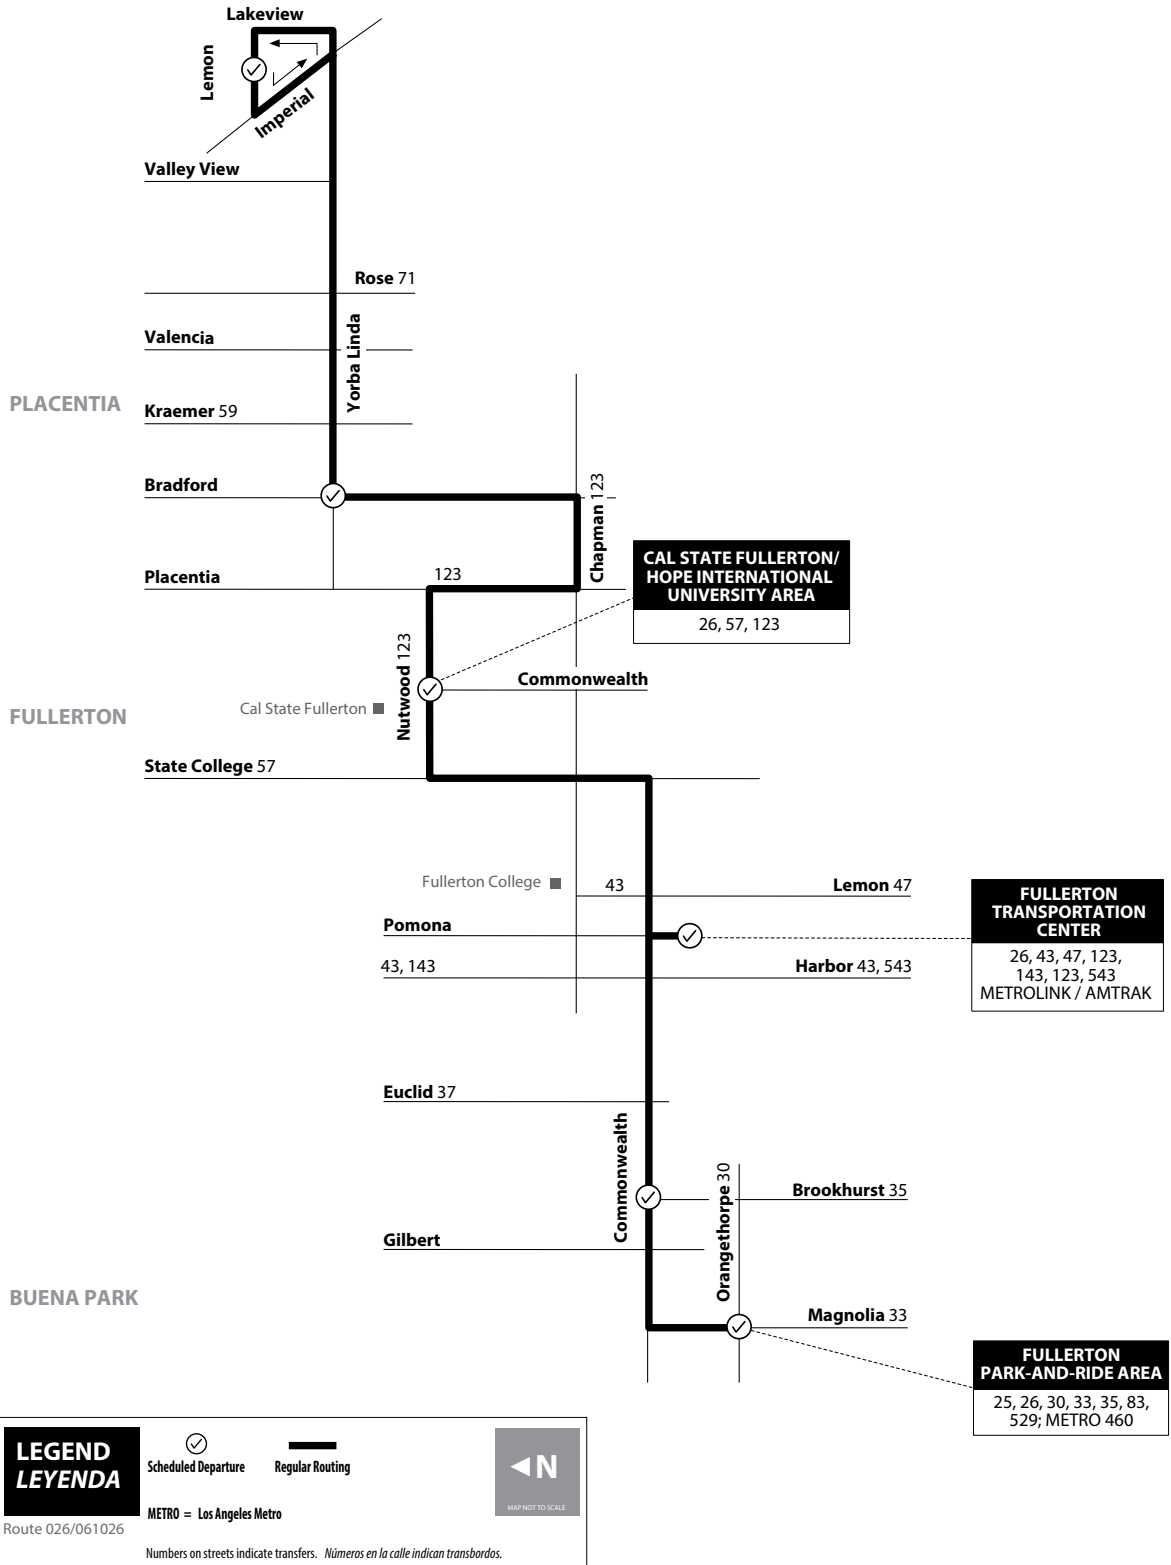 Lakeview
Lemon
Imperial
Valley View
Rose 71
Valencia
Yorba Linda
PLACENTIA
Kraemer 59
Bradford
Chapman 123
Placentia
123
CAL STATE FULLERTON/
HOPE INTERNATIONAL
UNIVERSITY AREA
26, 57, 123
Nutwood 123
Commonwealth
Cal State Fullerton
FULLERTON
State College 57
Fullerton College
43
Lemon 47
Pomona
FULLERTON
TRANSPORTATION
CENTER
26, 43, 47, 123,
143, 123, 543
METROLINK / AMTRAK
43, 143
Harbor 43, 543
Euclid 37
Commonwealth
Orangethorpe 30
Brookhurst 35
Gilbert
BUENA PARK
Magnolia 33
FULLERTON
PARK-AND-RIDE AREA
25, 26, 30, 33, 35, 83,
529; METRO 460
LEGEND
LEYENDA
Scheduled Departure
Regular Routing
N
MAP NOT TO SCALE
METRO = Los Angeles Metro
Route 026/061026
Numbers on streets indicate transfers. Números en la calle indican transbordos.